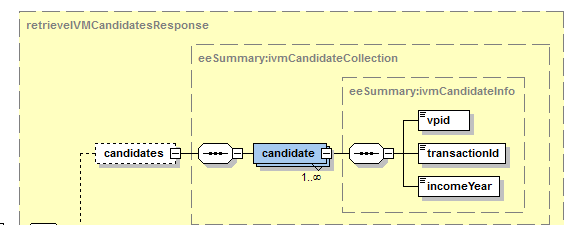 retrieveIVMCandidatesResponse
eeSummary:ivmCandidateCollection
eeSummary:ivmCandidateInfo
vpid
candidates
candidate
transactionId
1..∞
incomeYear